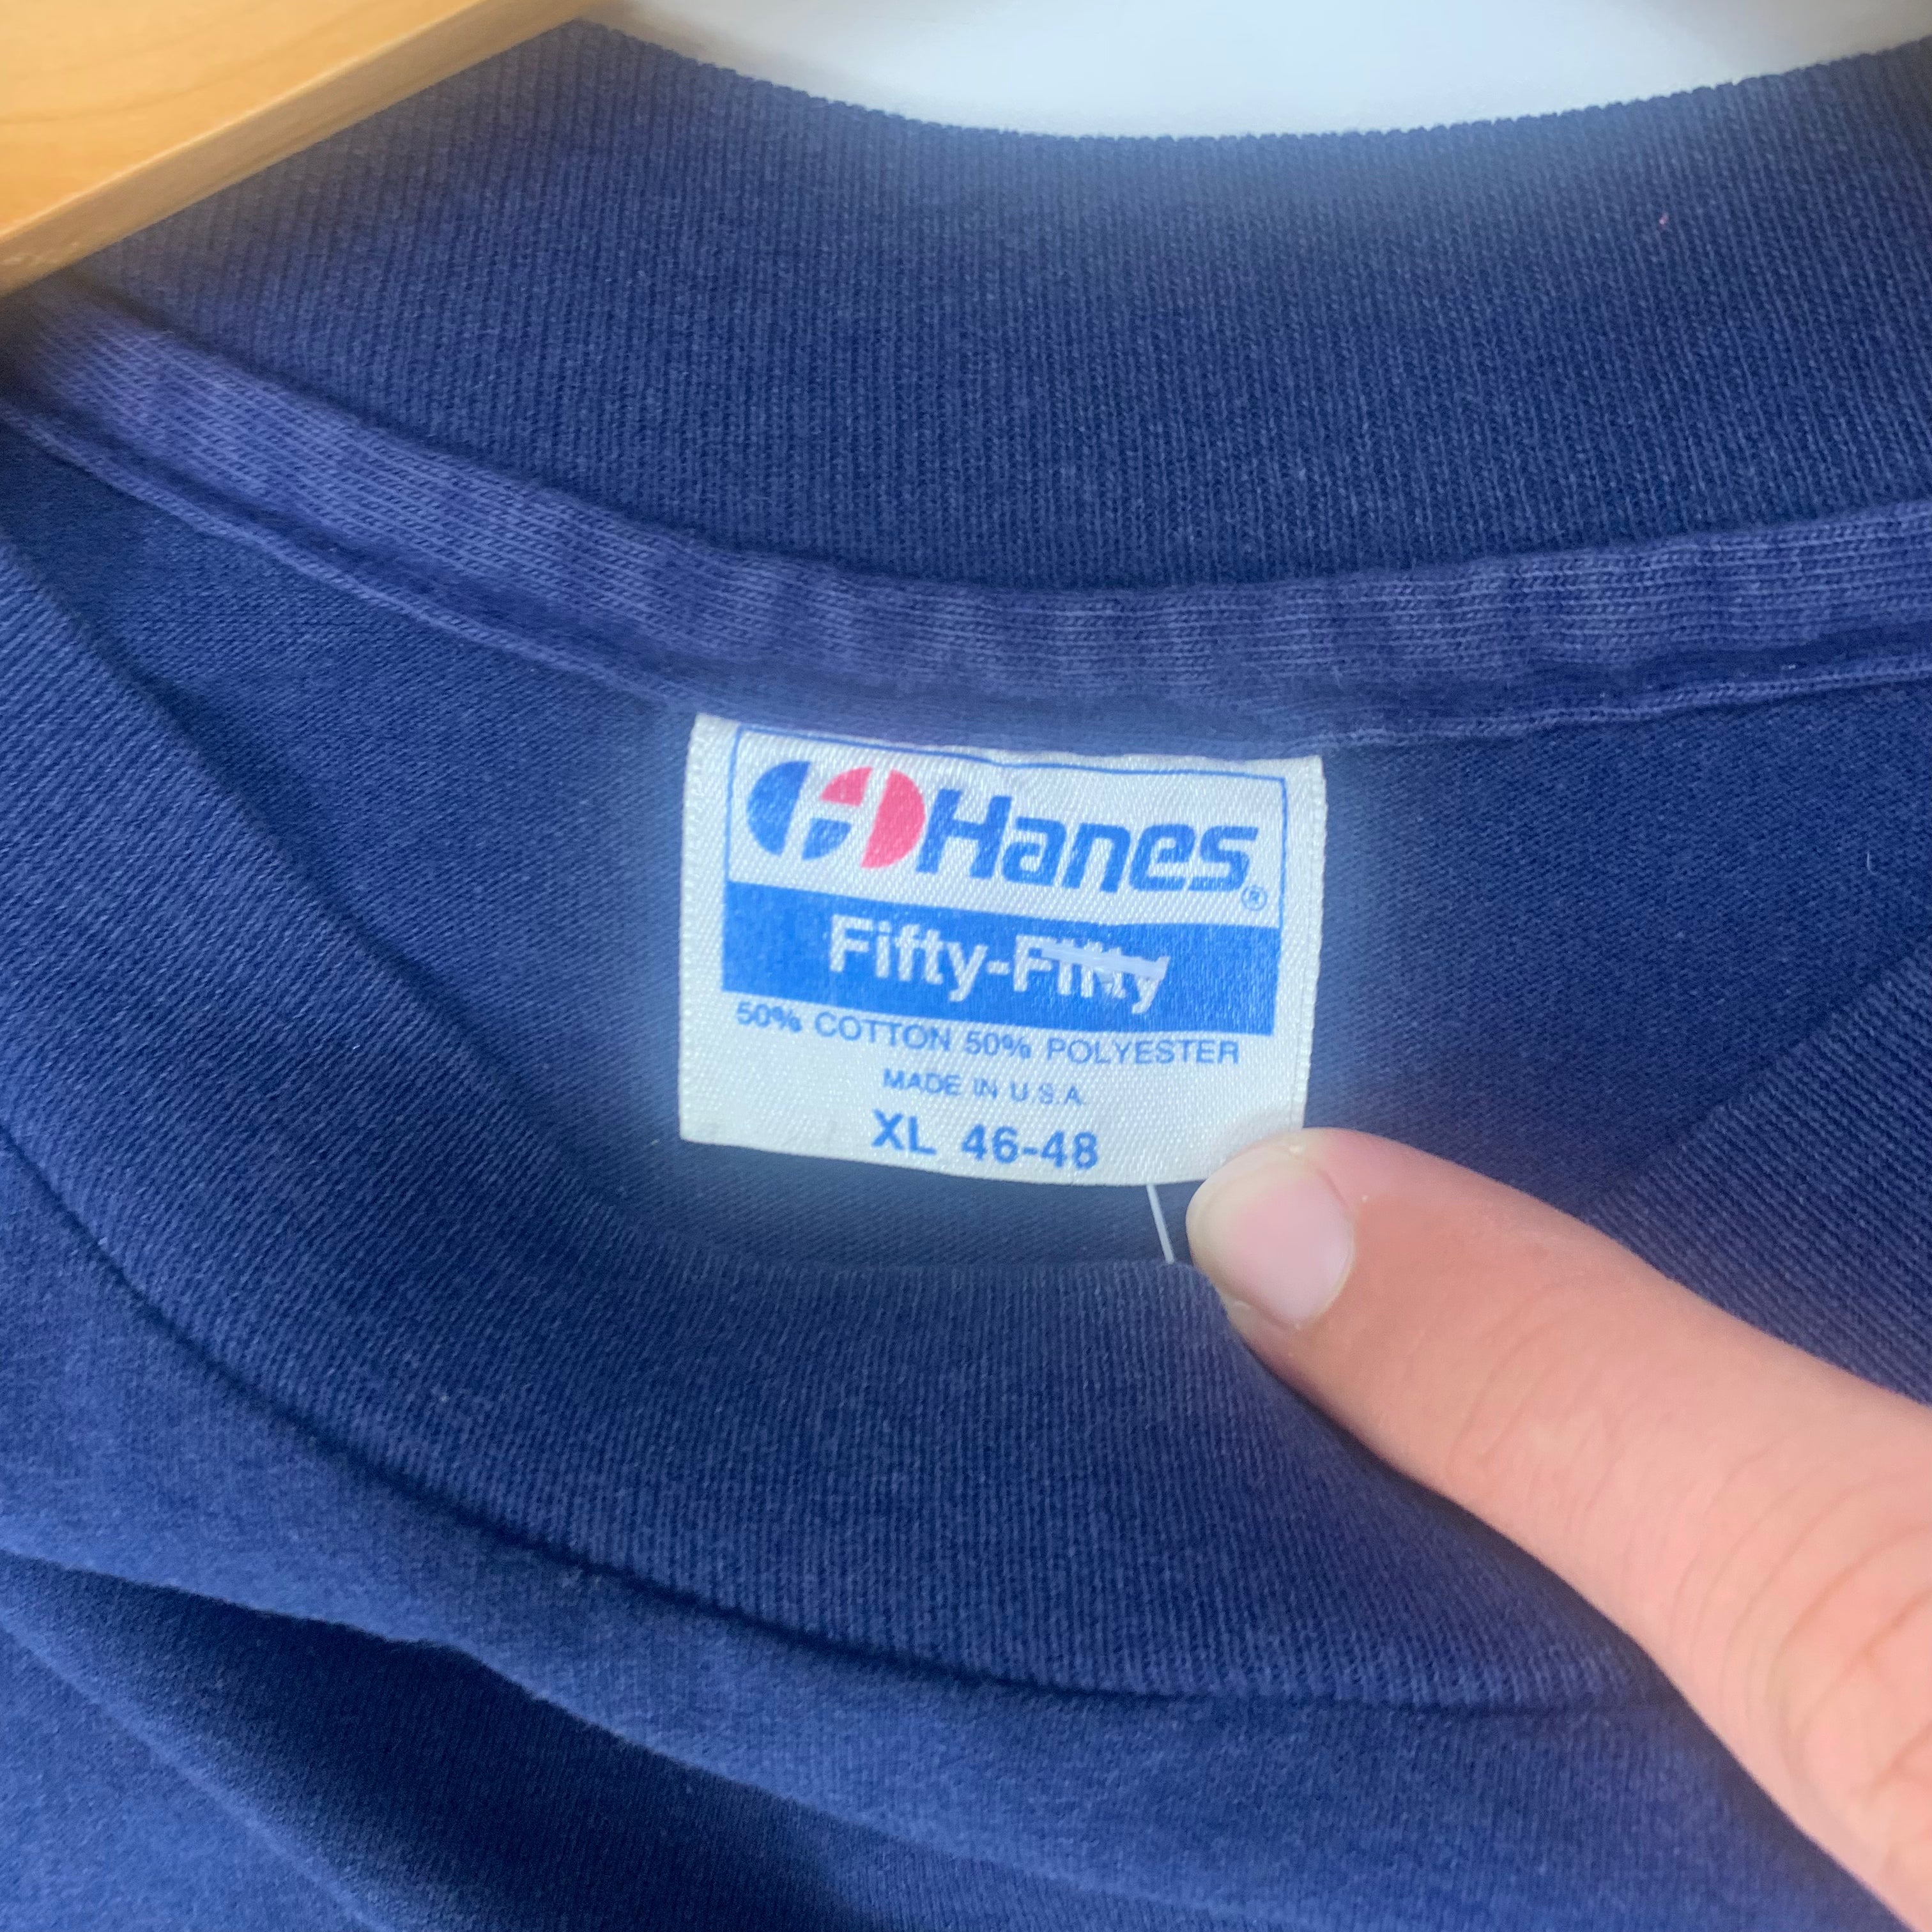 Hanes®
Fifty-Fifty
50% COTTON 50% POLYESTER
MADE IN U.S.A.
XL 46-48